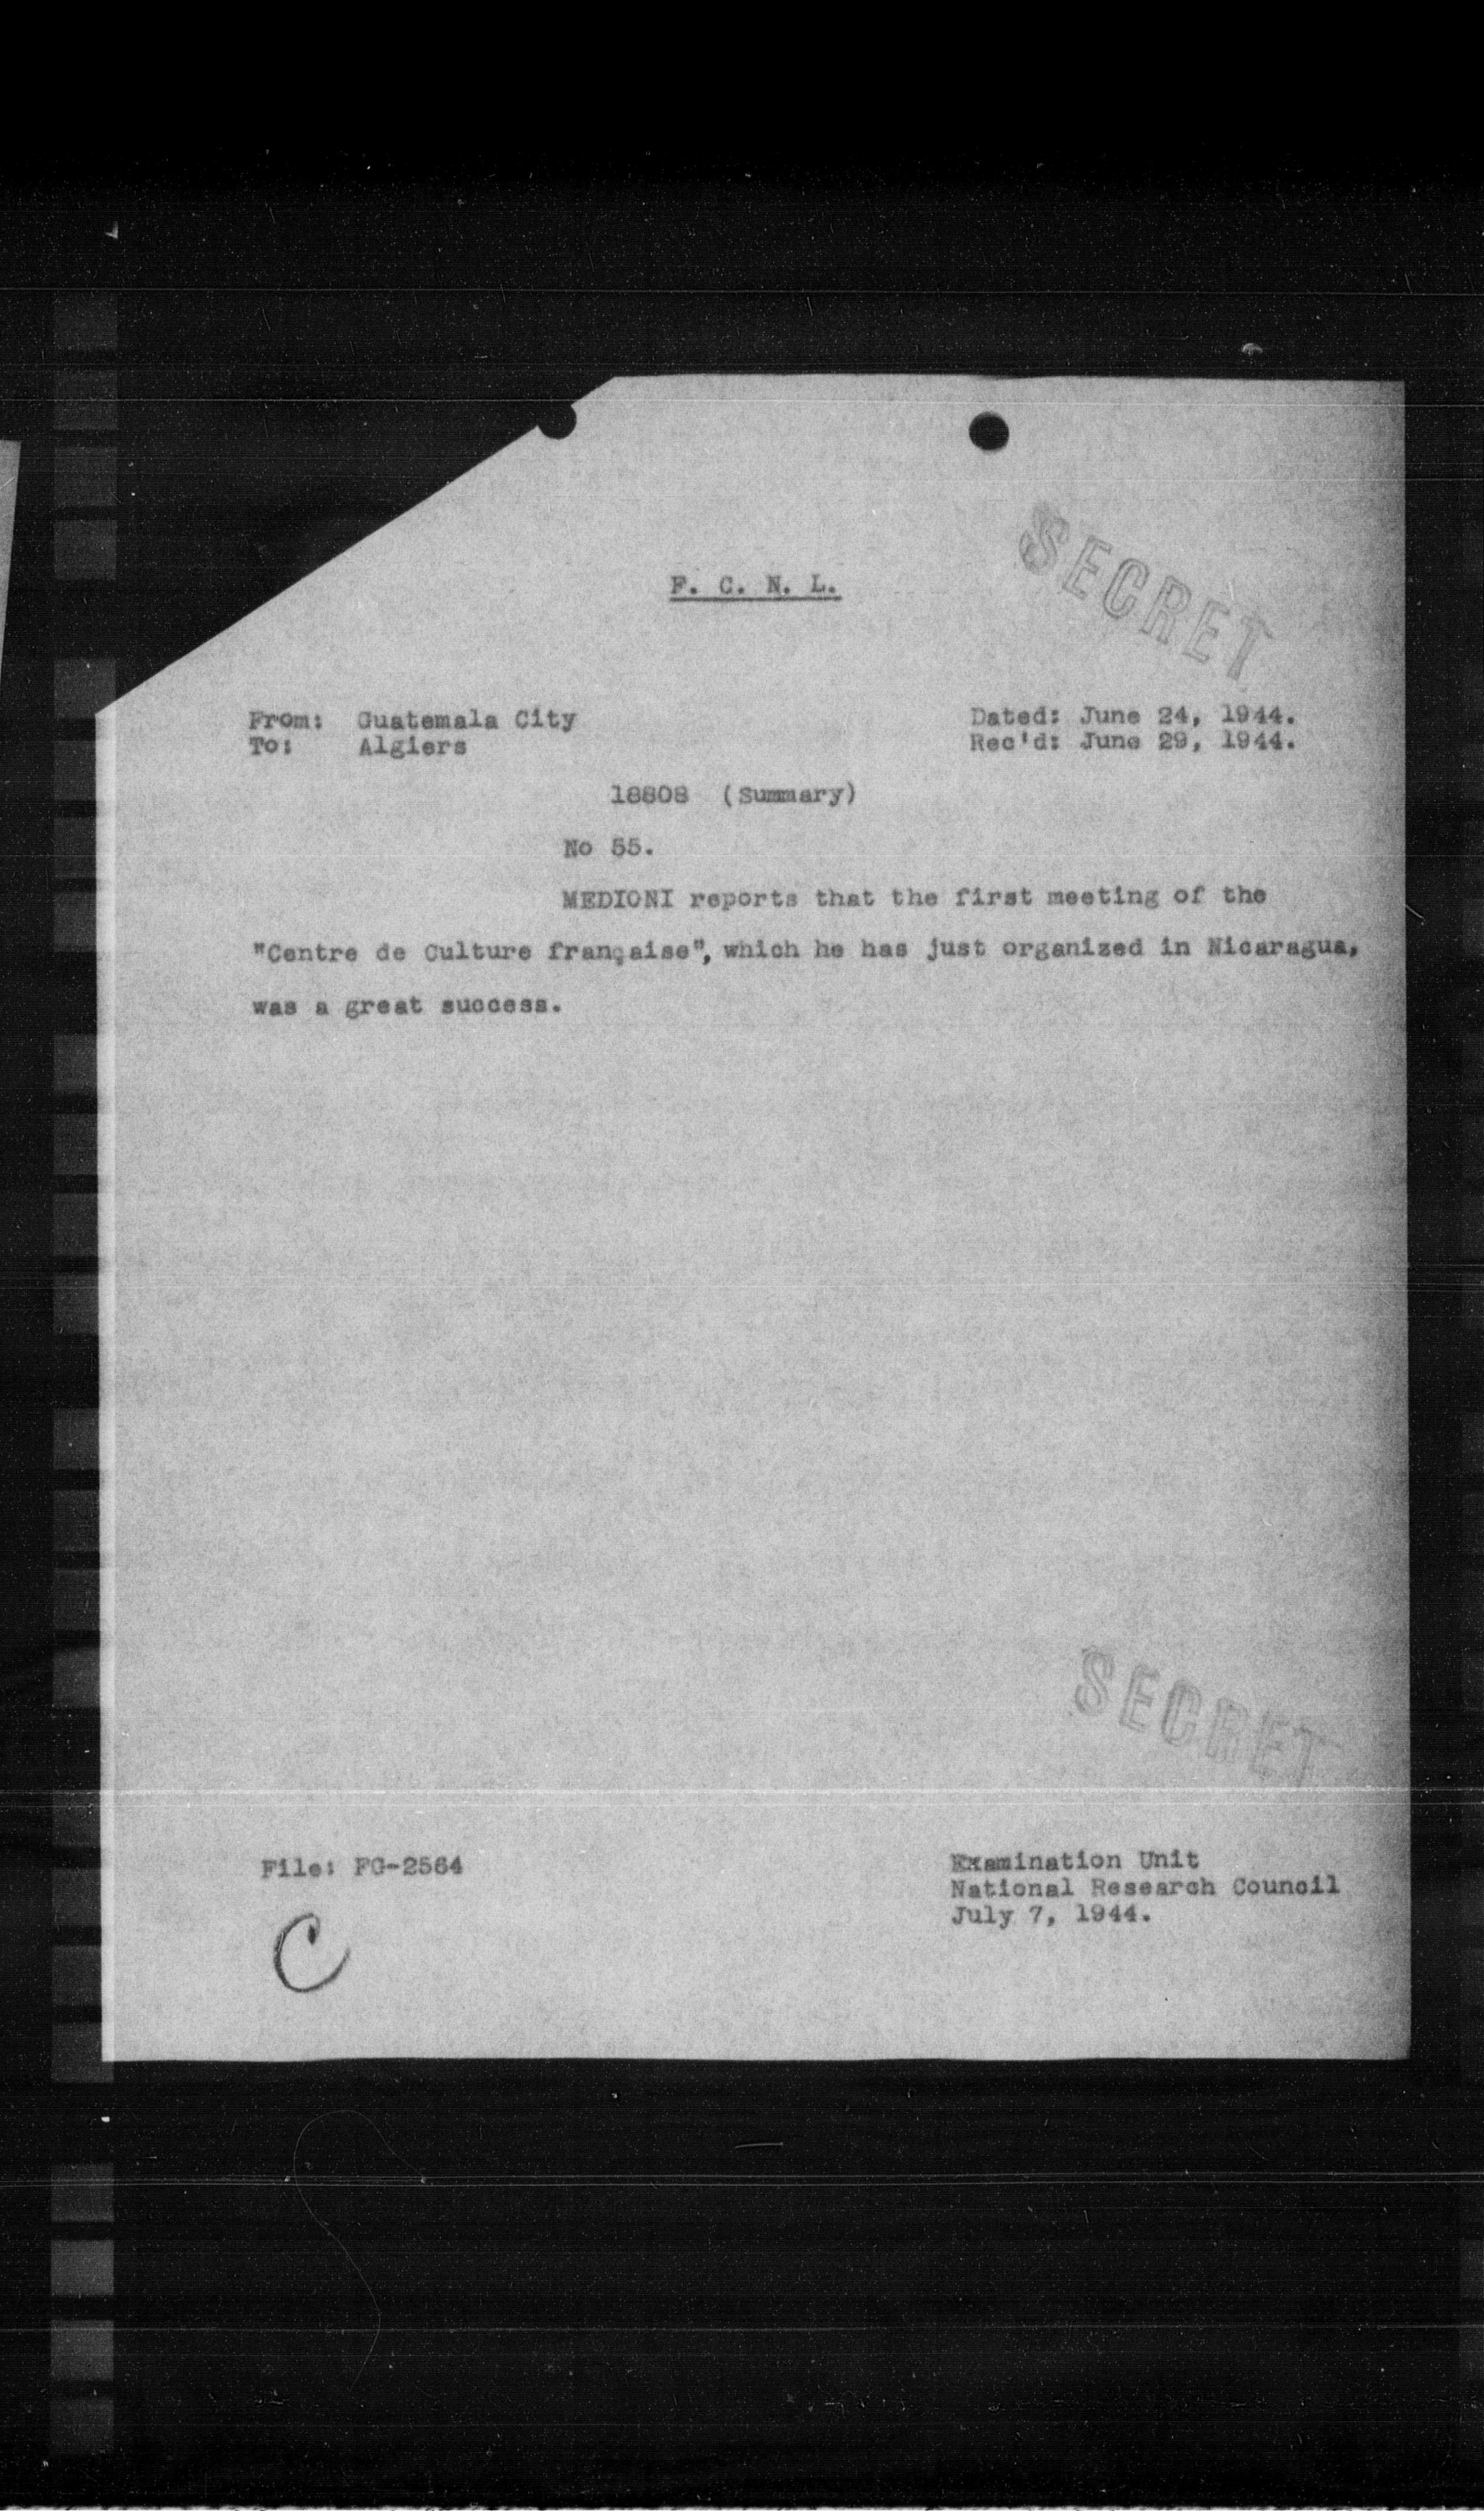 SECRET
F. C. N. L.
From: Guatemala City
To: Algiers
Dated: June 24, 1944.
Rec'd: June 29, 1944.
18808 (Summary)
No 55.
MEDIONI reports that the first meeting of the
"Centre de Culture française", which he has just organized in Nicaragua,
was a great success.
SECRET
File: FG-2564
Examination Unit
National Research Council
July 7, 1944.
C